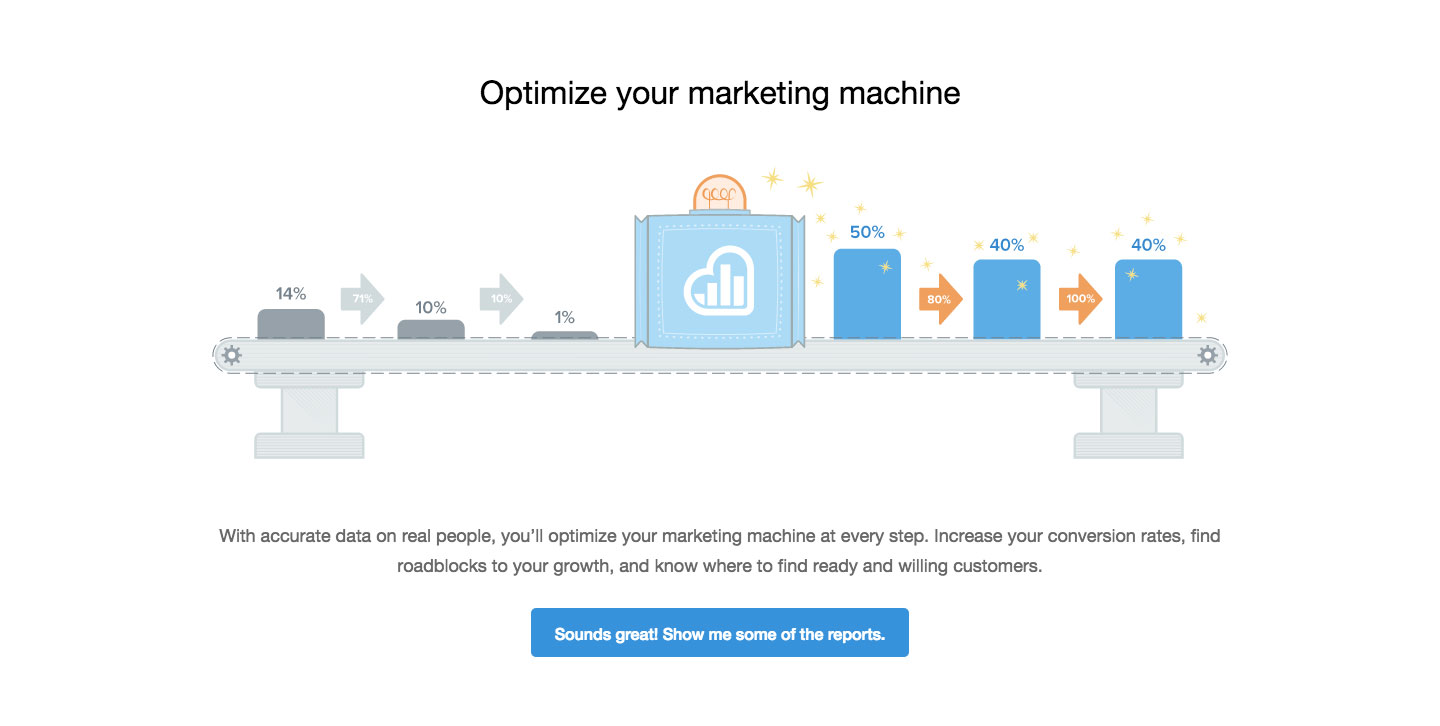 Optimize your marketing machine
14%
71%
10%
10%
1%
50%
80%
40%
100%
40%
With accurate data on real people, you’ll optimize your marketing machine at every step. Increase your conversion rates, find
roadblocks to your growth, and know where to find ready and willing customers.
Sounds great! Show me some of the reports.